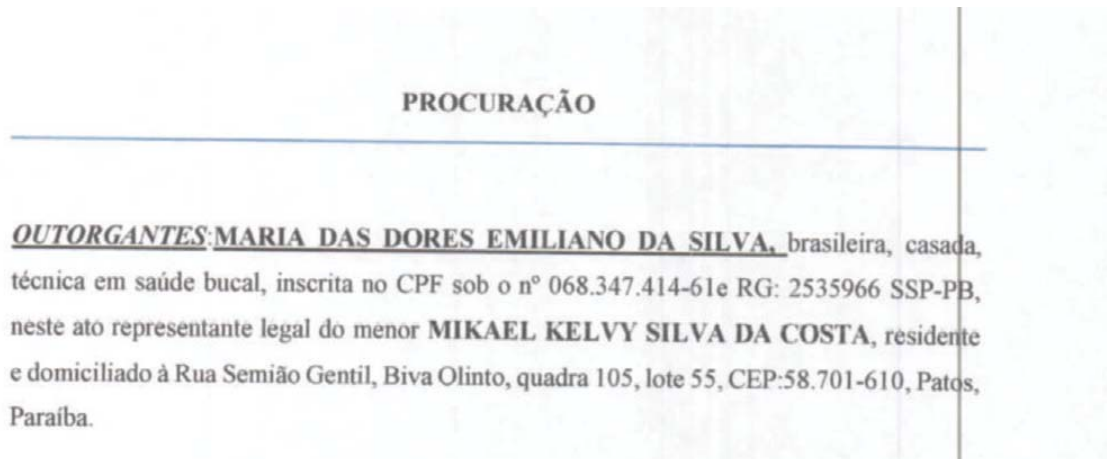 PROCURAÇÃO
OUTORGANTES:MARIA DAS DORES EMILIANO DA SILVA, brasileira, casada,
técnica em saúde bucal, inscrita no CPF sob o nº 068.347.414-61e RG: 2535966 SSP-PB,
neste ato representante legal do menor MIKAEL KELVY SILVA DA COSTA, residente
e domiciliado à Rua Semião Gentil, Biva Olinto, quadra 105, lote 55, CEP:58.701-610, Patos,
Paraíba.